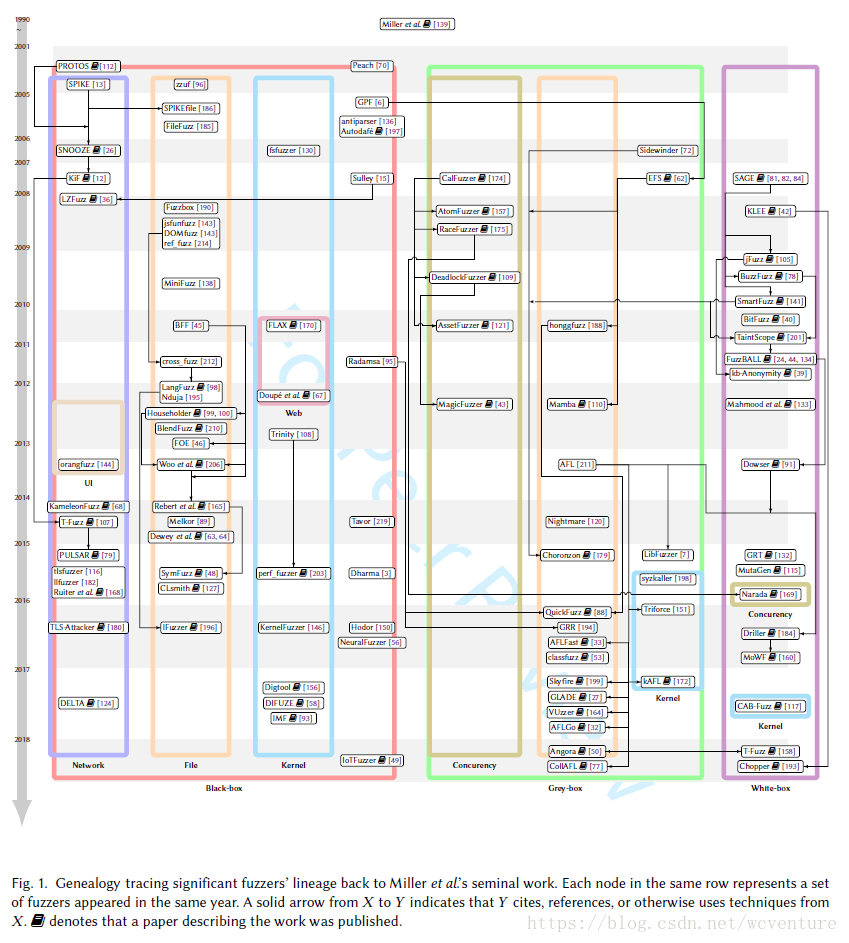 1990
~
2001
Miller et al. [139]
PROTOS [112]
Peach [70]
SPIKE [13]
zzuf [96]
2005
GPF [6]
SPIKEfile [186]
antiparser [136]
Autodafé [197]
FileFuzz [185]
2006
SNOOZE [26]
fsfuzzer [130]
Sidewinder [72]
2007
KiF [12]
Sulley [15]
CalFuzzer [174]
EFS [62]
SAGE [81, 82, 84]
2008
LZFuzz [36]
Fuzzbox [190]
AtomFuzzer [157]
KLEE [42]
jsfunfuzz [143]
DOMfuzz [143]
ref_fuzz [214]
RaceFuzzer [175]
2009
jFuzz [105]
DeadlockFuzzer [109]
BuzzFuzz [78]
MiniFuzz [138]
2010
SmartFuzz [141]
BitFuzz [40]
BFF [45]
FLAX [170]
AssetFuzzer [121]
honggfuzz [188]
TaintScope [201]
2011
cross_fuzz [212]
Radamsa [95]
FuzzBALL [24, 44, 134]
kb-Anonymity [39]
2012
LangFuzz [98]
Nduja [195]
Doupé et al. [67]
Web
MagicFuzzer [43]
Mamba [110]
Mahmood et al. [133]
Householder [99, 100]
BlendFuzz [210]
Trinity [108]
2013
FOE [46]
orangfuzz [144]
UI
Woo et al. [206]
AFL [211]
Dowser [91]
2014
KameleonFuzz [68]
Rebert et al. [165]
T-Fuzz [107]
Melkor [89]
Tavor [219]
Nightmare [120]
Dewey et al. [63, 64]
2015
PULSAR [79]
Choronzon [179]
LibFuzzer [7]
GRT [132]
tlsfuzzer [116]
llfuzzer [182]
Ruiter et al. [168]
SymFuzz [48]
CLsmith [127]
perf_fuzzer [203]
Dharma [3]
syzkaller [198]
MutaGen [115]
Narada [169]
Concurency
2016
QuickFuzz [88]
Triforce [151]
TLS-Attacker [180]
IFuzzer [196]
KernelFuzzer [146]
Hodor [150]
NeuralFuzzer [56]
GRR [194]
Driller [184]
AFLFast [33]
classfuzz [53]
MoWF [160]
2017
Digtool [156]
DIFUZE [58]
IMF [93]
Skyfire [199]
kAFL [172]
Kernel
GLADE [27]
DELTA [124]
VUzzer [164]
AFLGo [32]
CAB-Fuzz [117]
Kernel
2018
IoTFuzzer [49]
Angora [50]
T-Fuzz [158]
CollAFL [77]
Chopper [193]
Network
File
Kernel
Concurency
Black-box
Grey-box
White-box
Fig. 1. Genealogy tracing significant fuzzers' lineage back to Miller et al.'s seminal work. Each node in the same row represents a set
of fuzzers appeared in the same year. A solid arrow from X to Y indicates that Y cites, references, or otherwise uses techniques from
X. denotes that a paper describing the work was published.
https://blog.csdn.net/wcventure